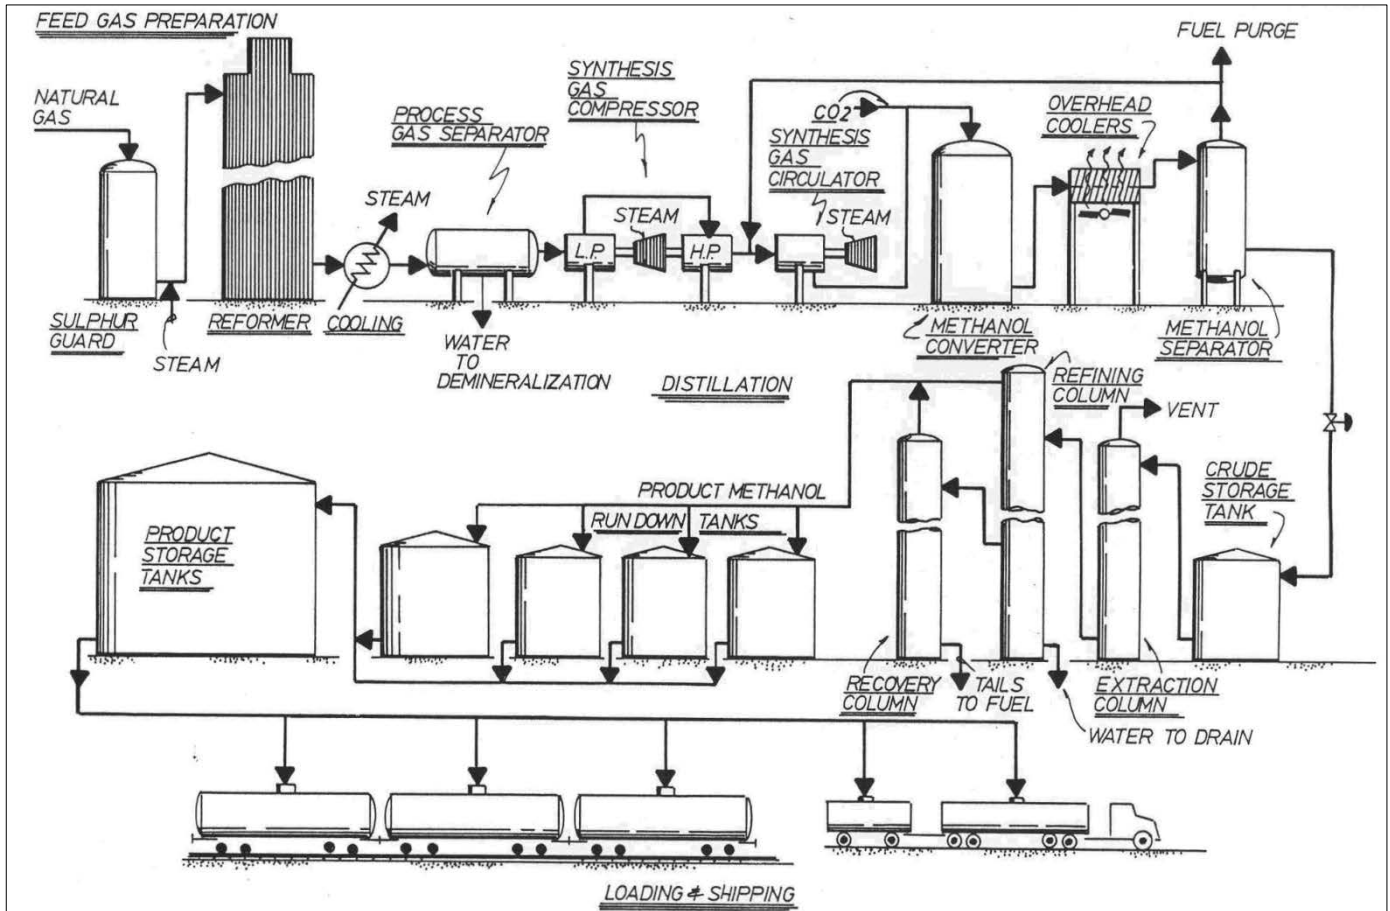 FEED GAS PREPARATION
FUEL PURGE
NATURAL
GAS
SYNTHESIS
GAS
COMPRESSOR
PROCESS
GAS SEPARATOR
CO2
SYNTHESIS
GAS
CIRCULATOR
OVERHEAD
COOLERS
STEAM
STEAM
STEAM
L.P.
H.P.
SULPHUR
GUARD
STEAM
REFORMER
COOLING
WATER
TO
DEMINERALIZATION
METHANOL
CONVERTER
METHANOL
SEPARATOR
DISTILLATION
REFINING
COLUMN
VENT
CRUDE
STORAGE
TANK
PRODUCT METHANOL
RUN DOWN TANKS
PRODUCT
STORAGE
TANKS
RECOVERY
COLUMN
TAILS
TO FUEL
EXTRACTION
COLUMN
WATER TO DRAIN
LOADING & SHIPPING